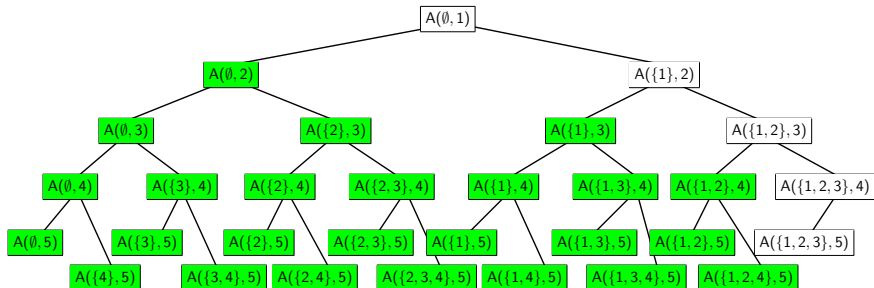 A(∅, 1)
A(∅, 2) A({1}, 2)
A(∅, 3) A({2}, 3) A({1}, 3) A({1, 2}, 3)
A(∅, 4) A({3}, 4) A({2}, 4) A({2, 3}, 4) A({1}, 4) A({1, 3}, 4) A({1, 2}, 4) A({1, 2, 3}, 4)
A(∅, 5) A({3}, 5) A({2}, 5) A({2, 3}, 5) A({1}, 5) A({1, 3}, 5) A({1, 2}, 5) A({1, 2, 3}, 5)
A({4}, 5) A({3, 4}, 5) A({2, 4}, 5) A({2, 3, 4}, 5) A({1, 4}, 5) A({1, 3, 4}, 5) A({1, 2, 4}, 5)